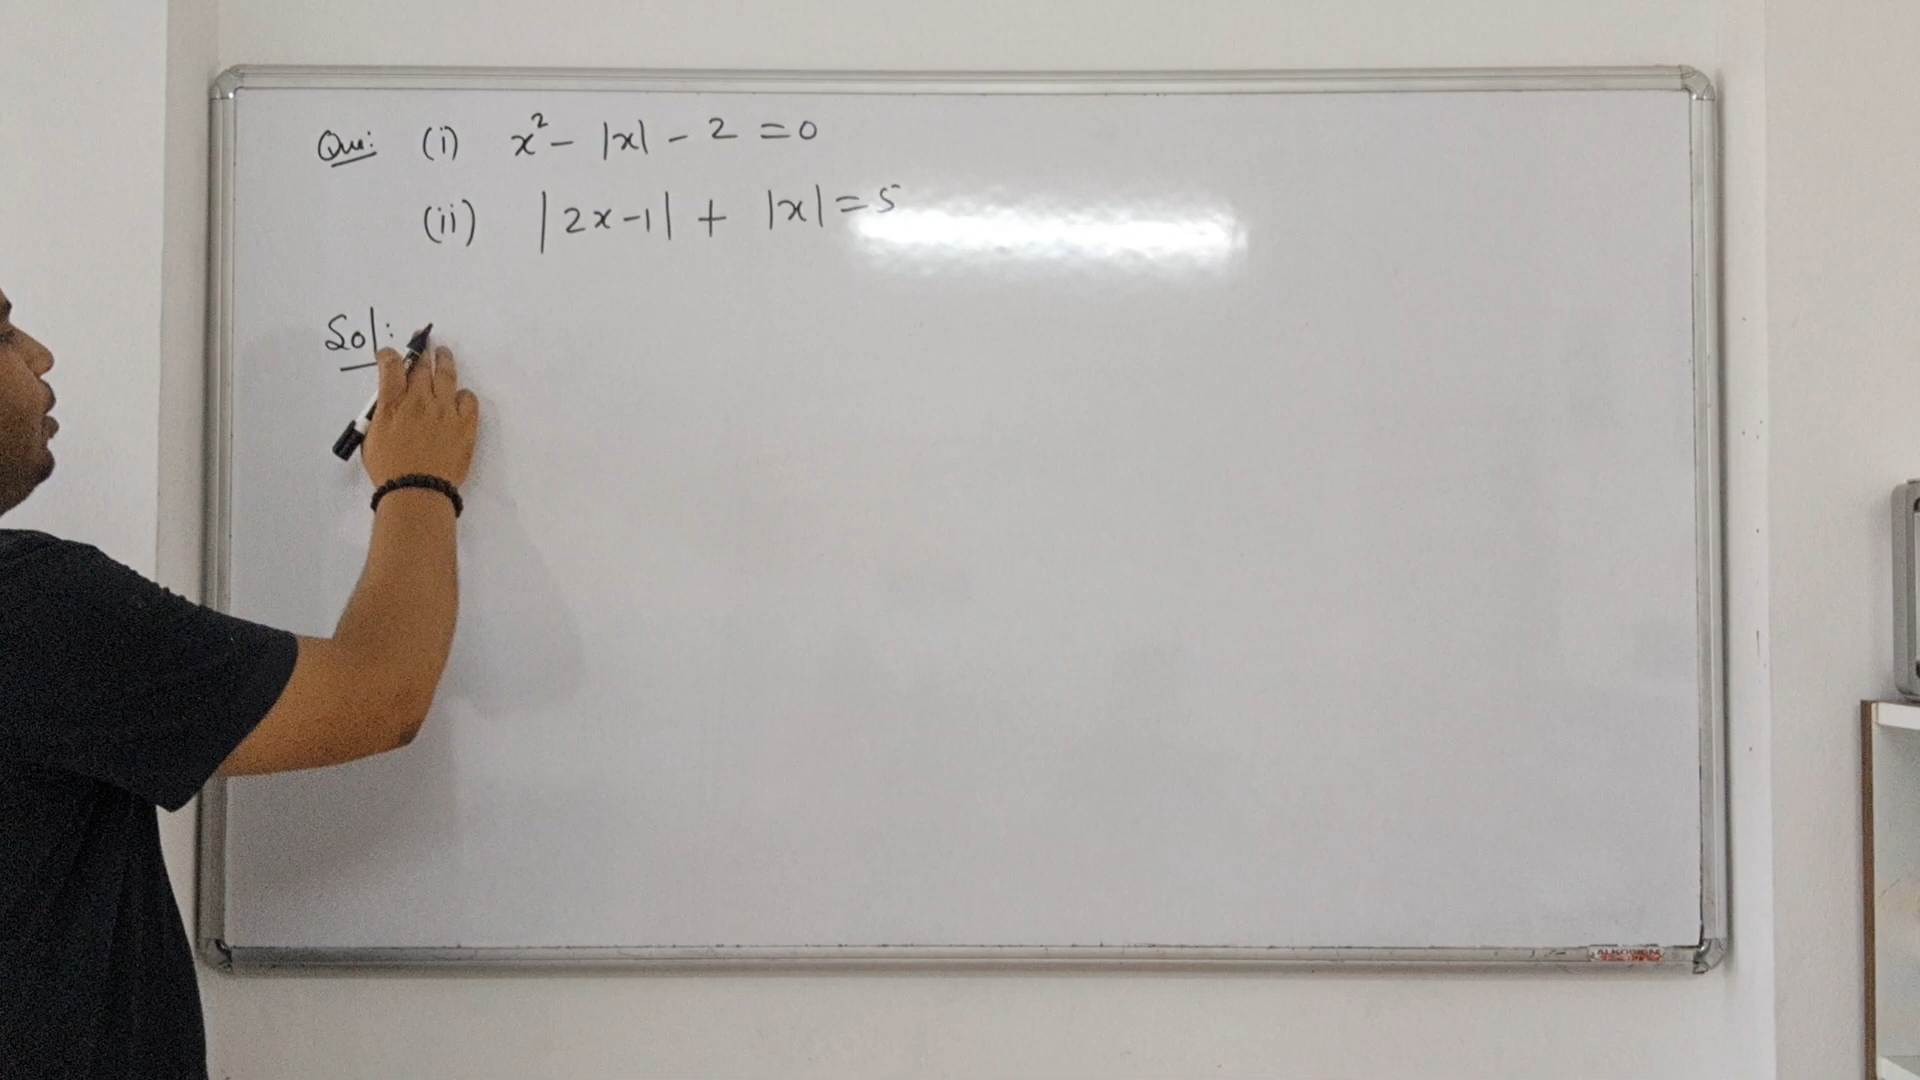 Que: (i) x² - |x| - 2 = 0
(ii) |2x-1| + |x| = 5
Sol: